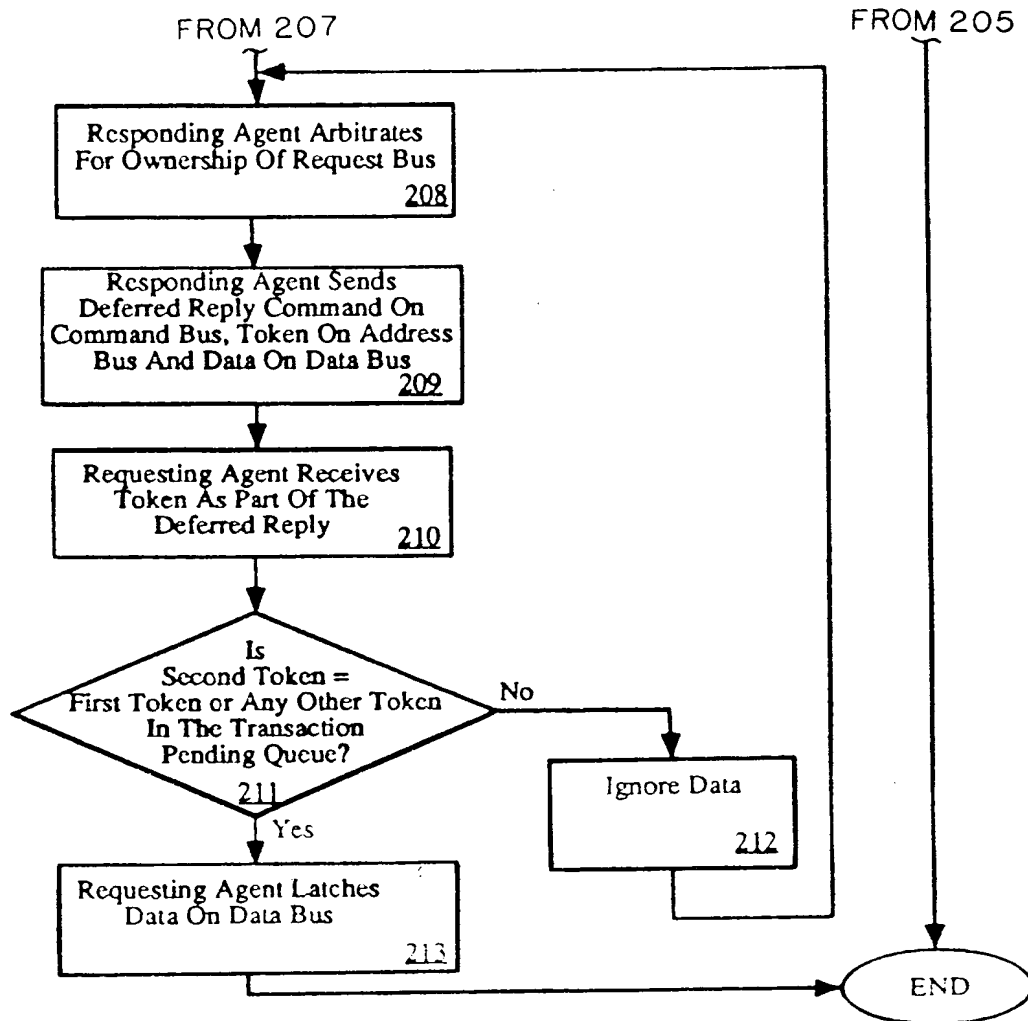 FROM 207
FROM 205
Responding Agent Arbitrates
For Ownership Of Request Bus
208
Responding Agent Sends
Deferred Reply Command On
Command Bus, Token On Address
Bus And Data On Data Bus
209
Requesting Agent Receives
Token As Part Of The
Deferred Reply
210
Is
Second Token =
First Token or Any Other Token
In The Transaction
Pending Queue?
211
No
Yes
Ignore Data
212
Requesting Agent Latches
Data On Data Bus
213
END